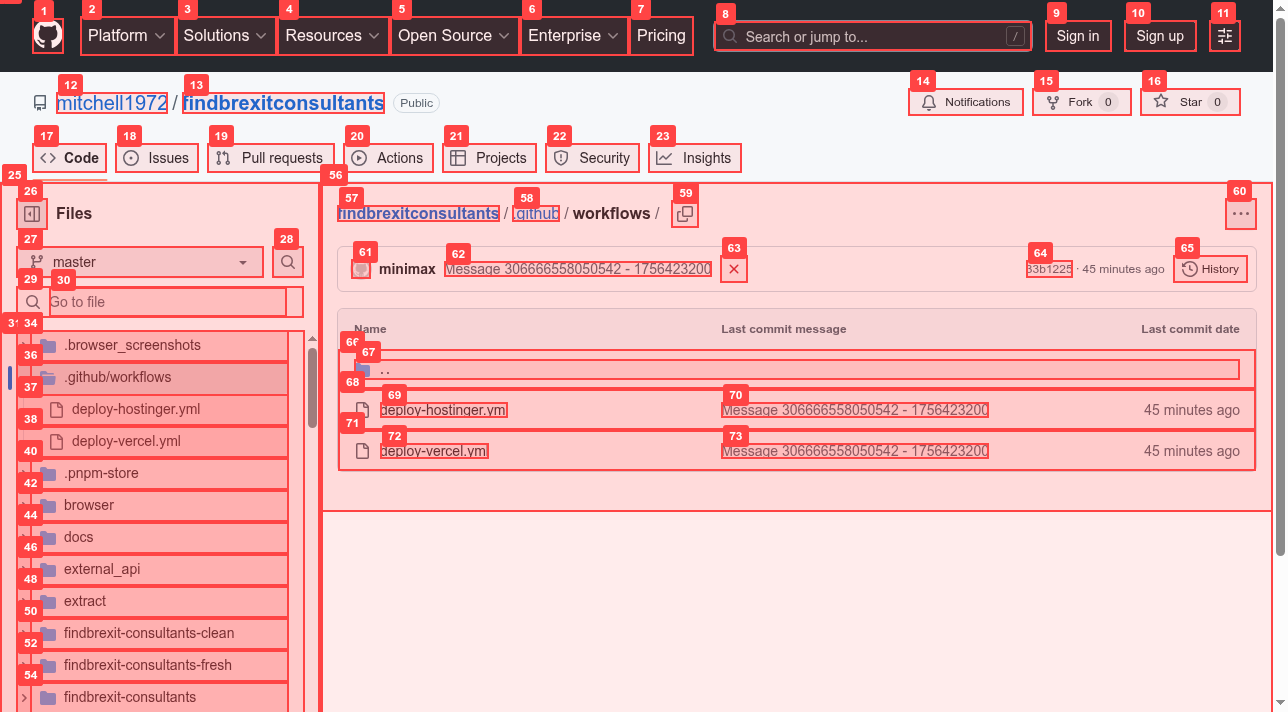 1 2 3 4 5 6 7 8 9 10 11
Platform Solutions Resources Open Source Enterprise Pricing Search or jump to... / Sign in Sign up
12 13 14 15 16
mitchell1972 / findbrexitconsultants Public Notifications Fork 0 Star 0
17 18 19 20 21 22 23
Code Issues Pull requests Actions Projects Security Insights
25 56
26 57 58 59 60
Files findbrexitconsultants / .github / workflows / ...
27 28 61 62 63 64 65
master minimax Message 306666558050542 - 1756423200 83b1225 · 45 minutes ago History
29 30
Go to file
31 34
Name Last commit message Last commit date
.browser_screenshots
36 66 67
..
.github/workflows
37 68 69 70
deploy-hostinger.yml deploy-hostinger.yml Message 306666558050542 - 1756423200 45 minutes ago
38 71 72 73
deploy-vercel.yml deploy-vercel.yml Message 306666558050542 - 1756423200 45 minutes ago
40
.pnpm-store
42
browser
44
docs
46
external_api
48
extract
50
findbrexit-consultants-clean
52
findbrexit-consultants-fresh
54
findbrexit-consultants